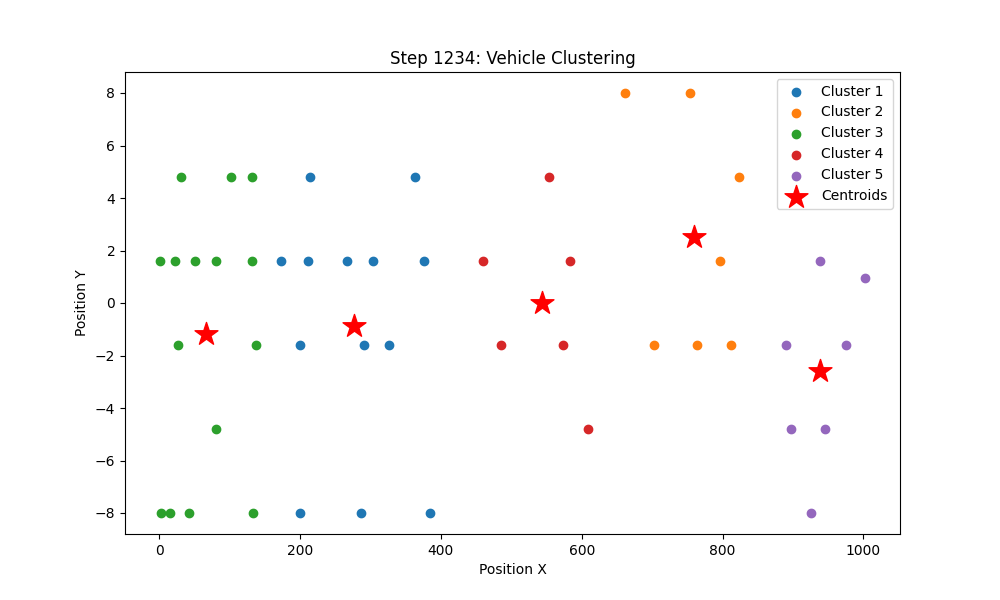 Step 1234: Vehicle Clustering
Cluster 1
Cluster 2
Cluster 3
Cluster 4
Cluster 5
Centroids
8
6
4
2
0
−2
−4
−6
−8
Position Y
0 200 400 600 800 1000
Position X